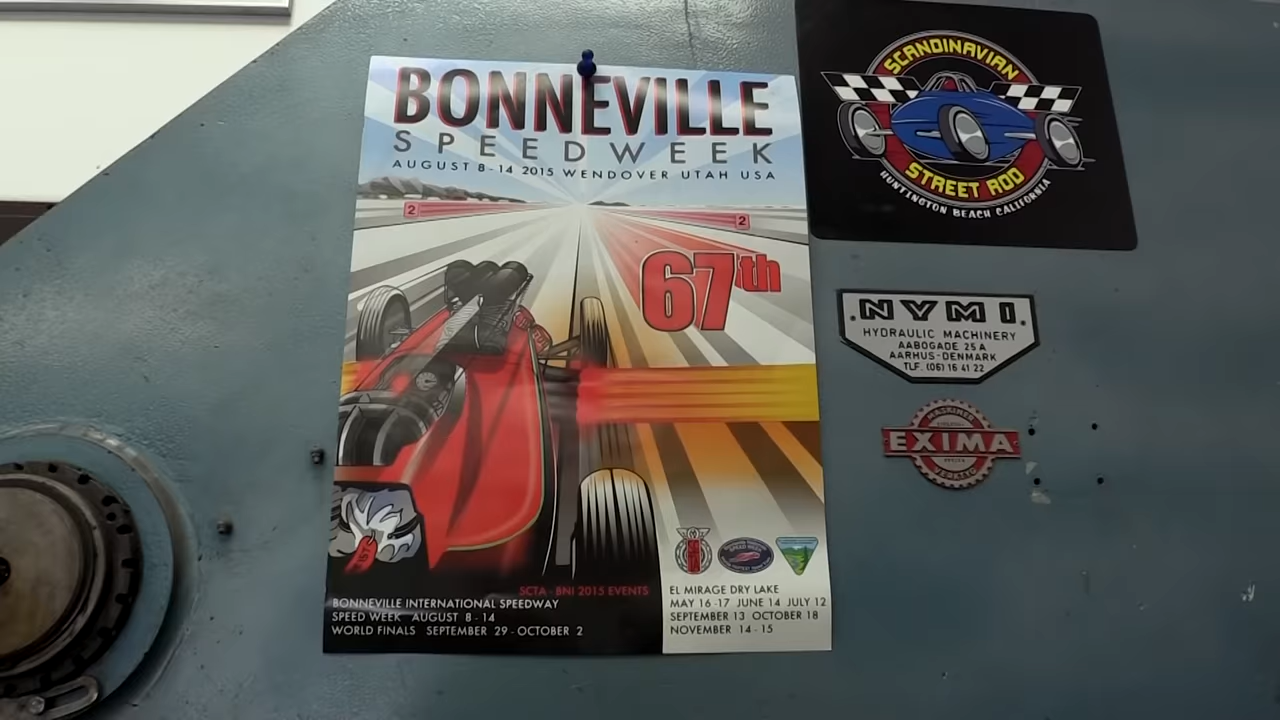 BONNEVILLE
SPEEDWEEK
AUGUST 8-14 2015 WENDOVER UTAH USA
2
2
67th
SCTA - BNI 2015 EVENTS
BONNEVILLE INTERNATIONAL SPEEDWAY
SPEED WEEK AUGUST 8-14
WORLD FINALS SEPTEMBER 29 - OCTOBER 2
EL MIRAGE DRY LAKE
MAY 16-17 JUNE 14 JULY 12
SEPTEMBER 13 OCTOBER 18
NOVEMBER 14-15
SCANDINAVIAN
STREET ROD
HUNTINGTON BEACH CALIFORNIA
NYMI
HYDRAULIC MACHINERY
AABOGADE 25 A
AARHUS-DENMARK
TLF. (06) 16 41 22
MASKINER
EXIMA